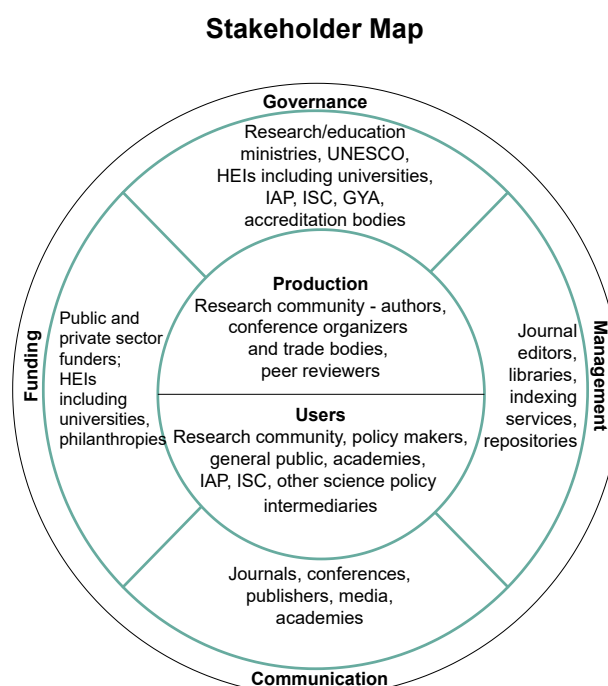 Stakeholder Map
Governance
Research/education
ministries, UNESCO,
HEIs including universities,
IAP, ISC, GYA,
accreditation bodies
Production
Research community - authors,
conference organizers
and trade bodies,
peer reviewers
Funding
Public and
private sector
funders;
HEIs
including
universities,
philanthropies
Management
Journal
editors,
libraries,
indexing
services,
repositories
Users
Research community, policy makers,
general public, academies,
IAP, ISC, other science policy
intermediaries
Journals, conferences,
publishers, media,
academies
Communication